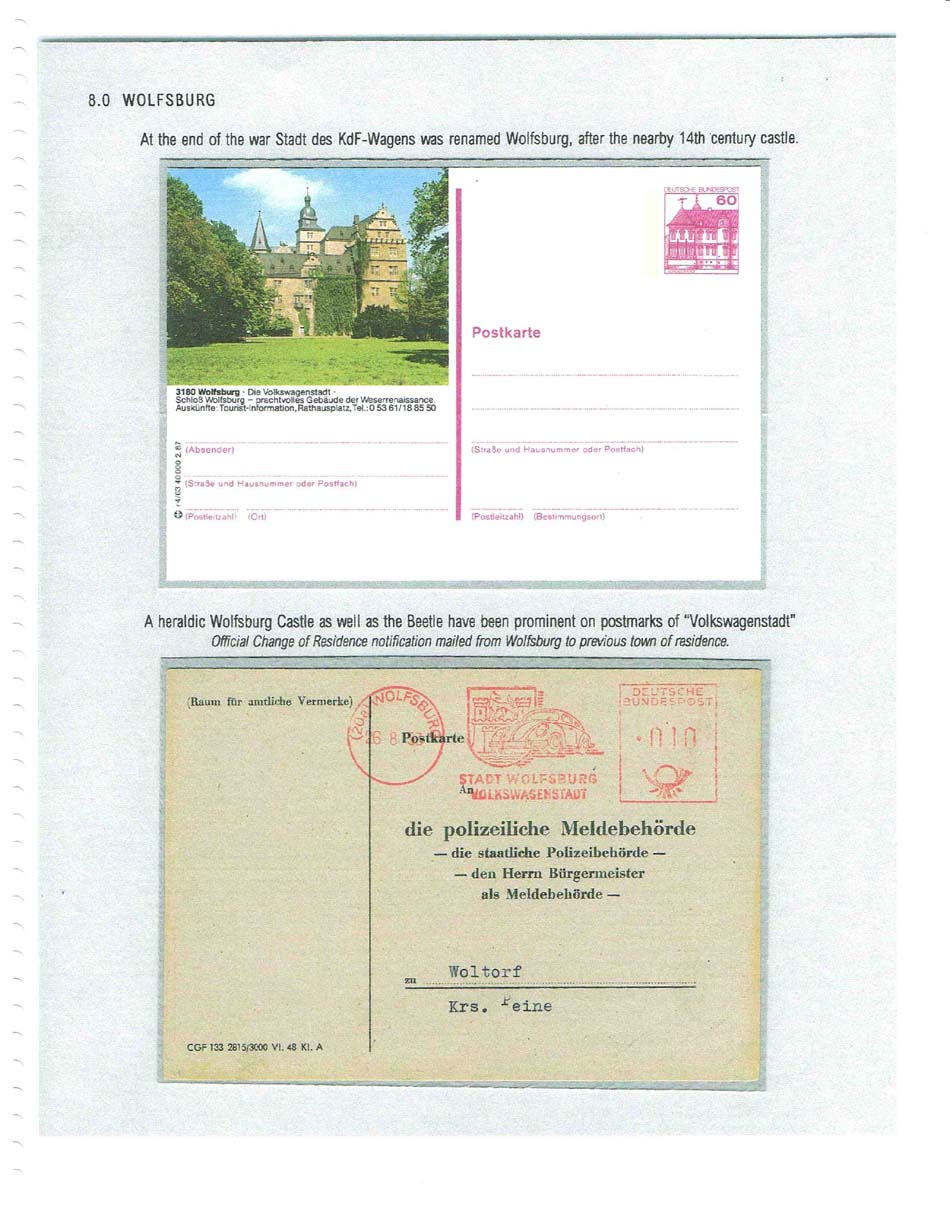 8.0 WOLFSBURG
At the end of the war Stadt des KdF-Wagens was renamed Wolfsburg, after the nearby 14th century castle.
DEUTSCHE BUNDESPOST
60
Postkarte
3180 Wolfsburg · Die Volkswagenstadt ·
Schloß Wolfsburg – prachtvolles Gebäude der Weserrenaissance.
Auskünfte: Tourist-Information, Rathausplatz, Tel.: 0 53 61/18 85 50
(Absender)
(Straße und Hausnummer oder Postfach)
(Postleitzahl) (Ort)
(Straße und Hausnummer oder Postfach)
(Postleitzahl) (Bestimmungsort)
40 000 2. 87
A heraldic Wolfsburg Castle as well as the Beetle have been prominent on postmarks of "Volkswagenstadt"
Official Change of Residence notification mailed from Wolfsburg to previous town of residence.
(Raum für amtliche Vermerke)
(20a) WOLFSBURG
26 8
Postkarte
STADT WOLFSBURG
VOLKSWAGENSTADT
DEUTSCHE
BUNDESPOST
010
An
die polizeiliche Meldebehörde
— die staatliche Polizeibehörde —
— den Herrn Bürgermeister
als Meldebehörde —
zu Woltorf
Krs. Peine
CGF 133 2815/3000 VI. 48 Kl. A